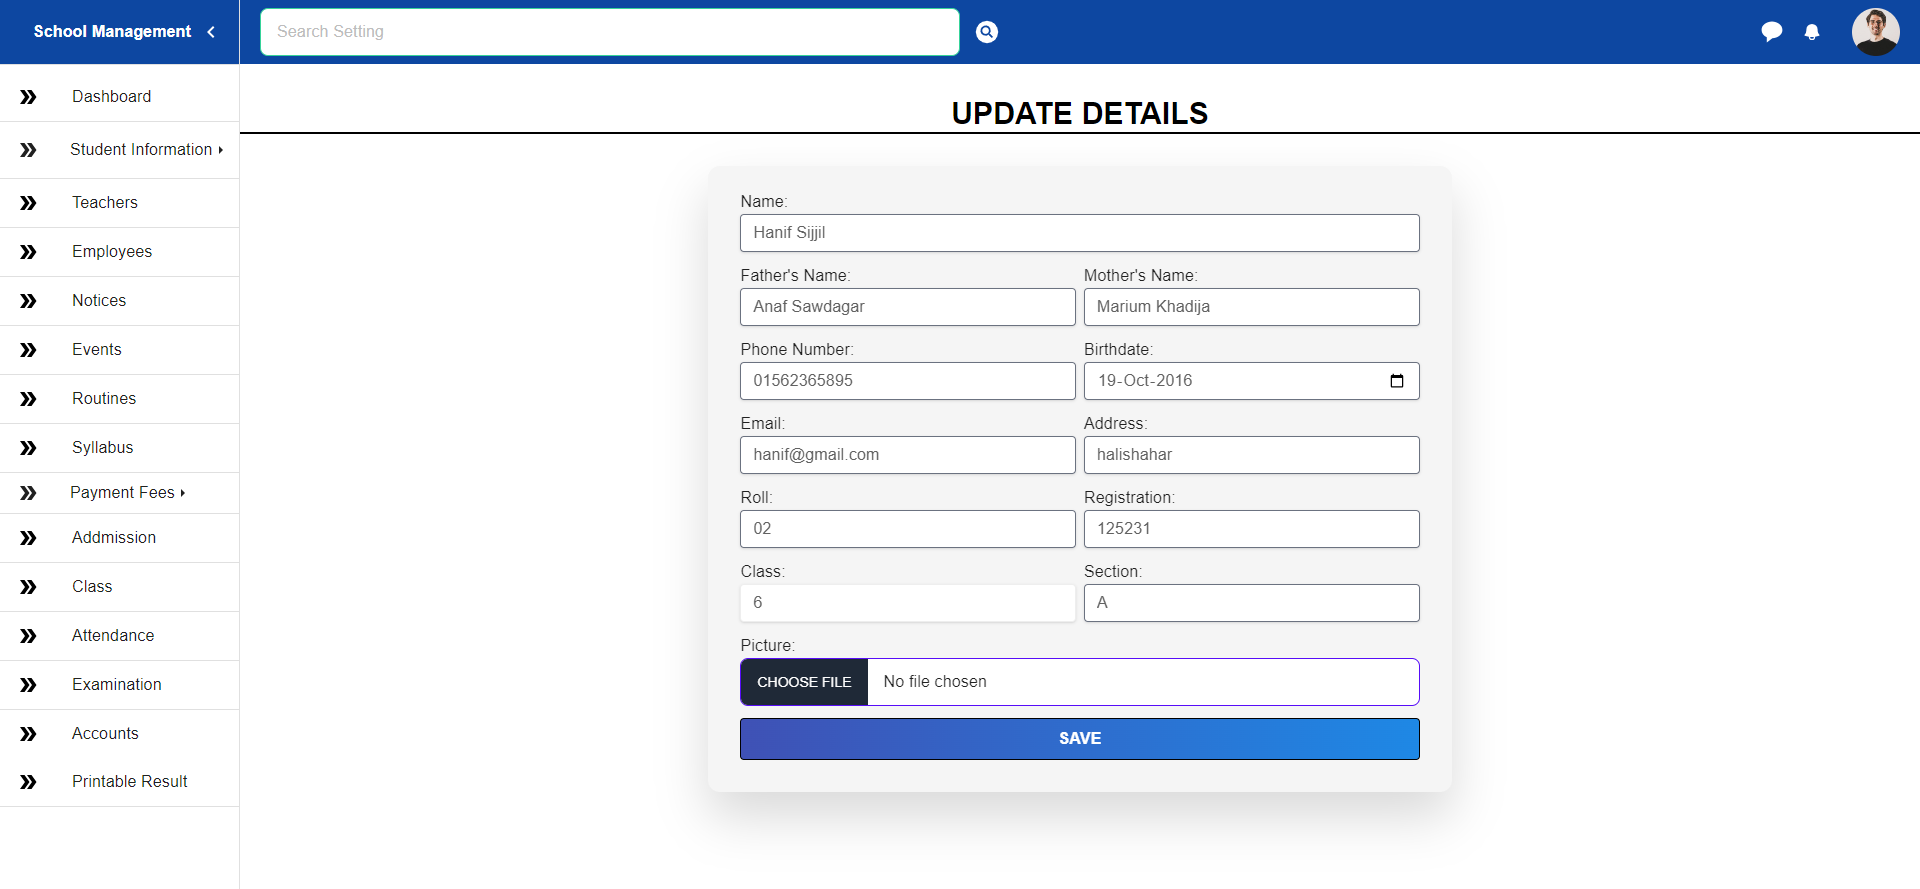 School Management
Search Setting
Dashboard
Student Information
Teachers
Employees
Notices
Events
Routines
Syllabus
Payment Fees
Addmission
Class
Attendance
Examination
Accounts
Printable Result
UPDATE DETAILS
Name:
Hanif Sijjil
Father's Name: Mother's Name:
Anaf Sawdagar Marium Khadija
Phone Number: Birthdate:
01562365895 19-Oct-2016
Email: Address:
hanif@gmail.com halishahar
Roll: Registration:
02 125231
Class: Section:
6 A
Picture:
CHOOSE FILE No file chosen
SAVE